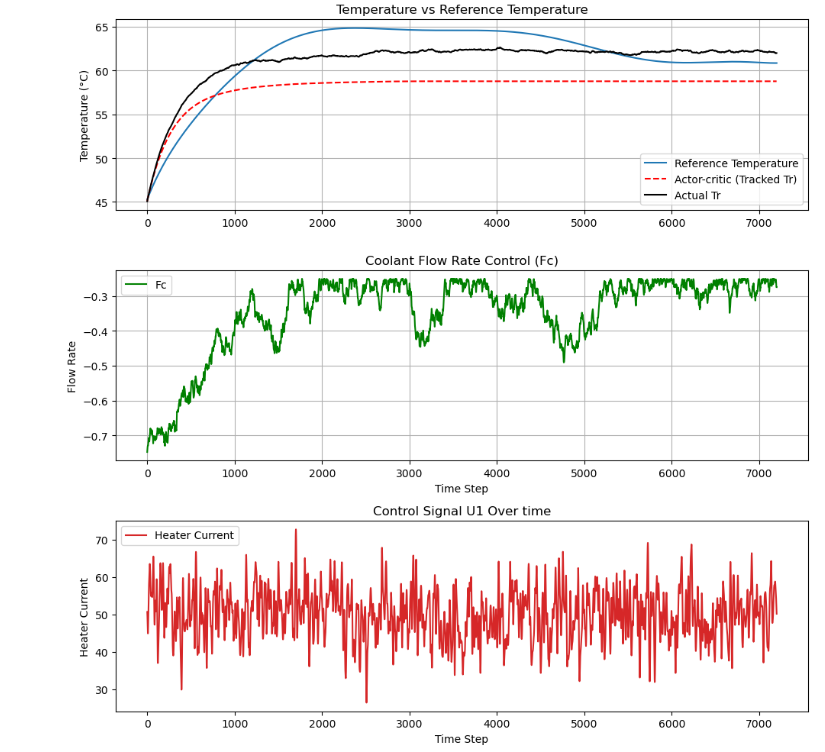 Temperature vs Reference Temperature
65
60
55
50
45
Temperature (°c)
Reference Temperature
Actor-critic (Tracked Tr)
Actual Tr
0 1000 2000 3000 4000 5000 6000 7000
Coolant Flow Rate Control (Fc)
Fc
−0.3
−0.4
−0.5
−0.6
−0.7
Flow Rate
0 1000 2000 3000 4000 5000 6000 7000
Time Step
Control Signal U1 Over time
Heater Current
70
60
50
40
30
Heater Current
0 1000 2000 3000 4000 5000 6000 7000
Time Step